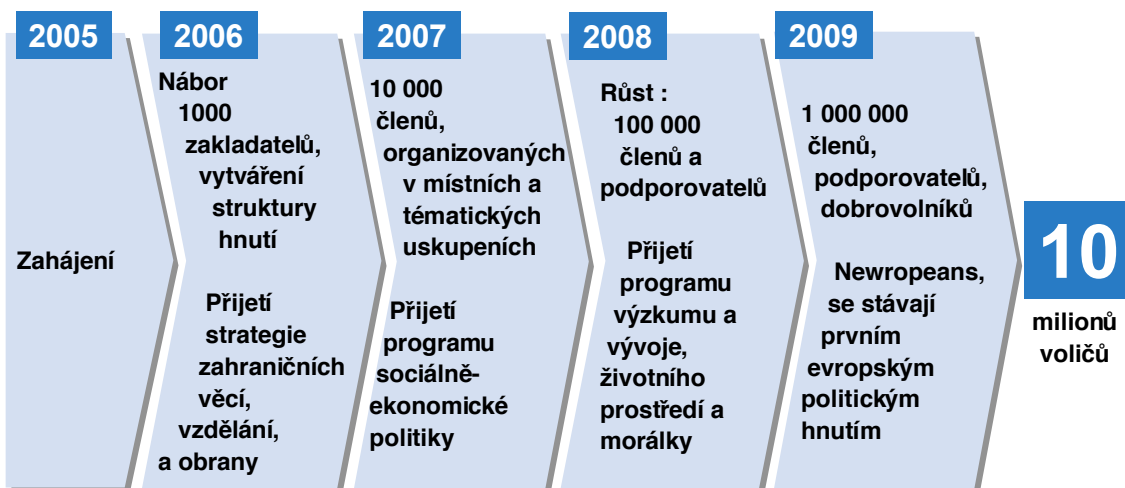 2005
Zahájení
2006
Nábor
1000
zakladatelů,
vytváření
struktury
hnutí
Přijetí
strategie
zahraničních
věcí,
vzdělání,
a obrany
2007
10 000
členů,
organizovaných
v místních a
tématických
uskupeních
Přijetí
programu
sociálně-
ekonomické
politiky
2008
Růst :
100 000
členů a
podporovatelů
Přijetí
programu
výzkumu a
vývoje,
životního
prostředí a
morálky
2009
1 000 000
členů,
podporovatelů,
dobrovolníků
Newropeans,
se stávají
prvním
evropským
politickým
hnutím
10
milionů
voličů